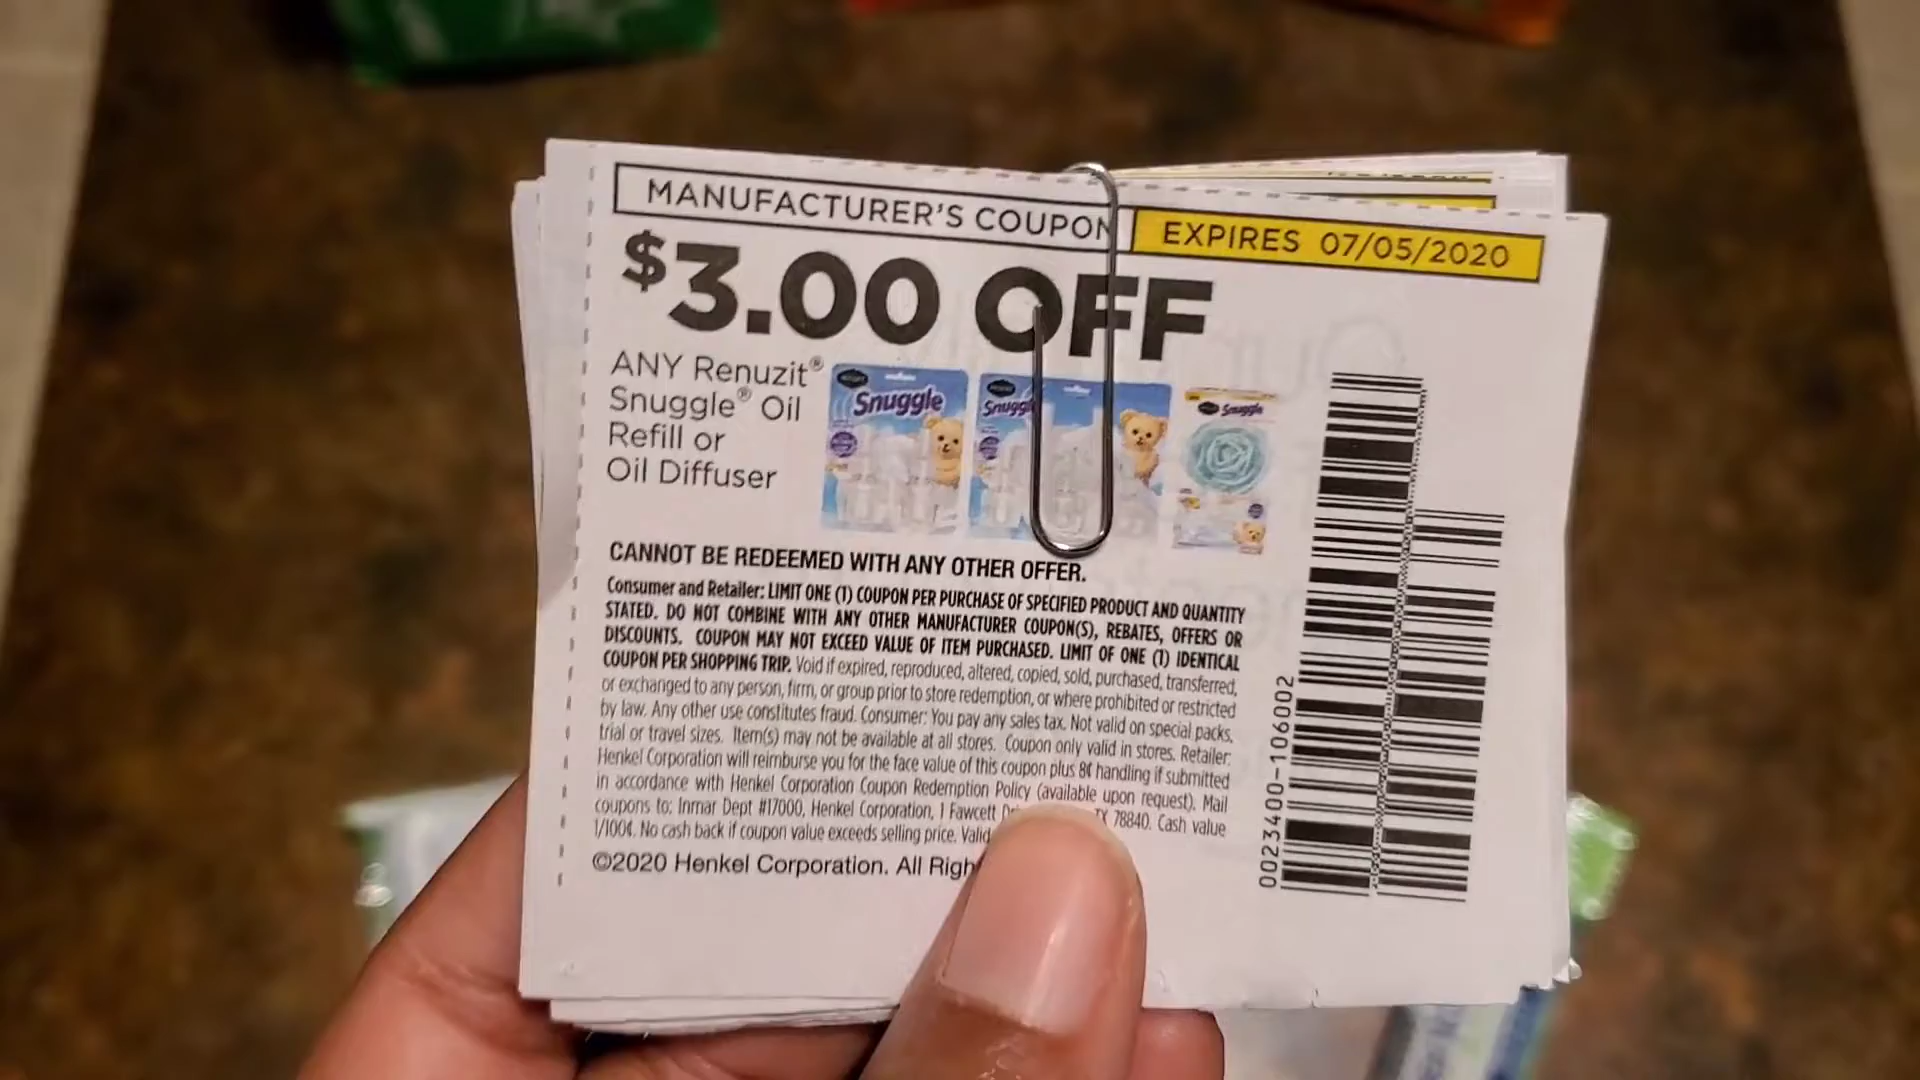 MANUFACTURER'S COUPON
EXPIRES 07/05/2020
$3.00 OFF
ANY Renuzit®
Snuggle® Oil
Refill or
Oil Diffuser
Snuggle
Snuggl
Snuggle
CANNOT BE REDEEMED WITH ANY OTHER OFFER.
Consumer and Retailer: LIMIT ONE (1) COUPON PER PURCHASE OF SPECIFIED PRODUCT AND QUANTITY
STATED. DO NOT COMBINE WITH ANY OTHER MANUFACTURER COUPON(S), REBATES, OFFERS OR
DISCOUNTS. COUPON MAY NOT EXCEED VALUE OF ITEM PURCHASED. LIMIT OF ONE (1) IDENTICAL
COUPON PER SHOPPING TRIP. Void if expired, reproduced, altered, copied, sold, purchased, transferred,
or exchanged to any person, firm, or group prior to store redemption, or where prohibited or restricted
by law. Any other use constitutes fraud. Consumer: You pay any sales tax. Not valid on special packs,
trial or travel sizes. Item(s) may not be available at all stores. Coupon only valid in stores. Retailer:
Henkel Corporation will reimburse you for the face value of this coupon plus 8¢ handling if submitted
in accordance with Henkel Corporation Coupon Redemption Policy (available upon request). Mail
coupons to: Inmar Dept #17000, Henkel Corporation, 1 Fawcett TX 78840. Cash value
1/100¢. No cash back if coupon value exceeds selling price. Valid
©2020 Henkel Corporation. All Righ
0023400-106002